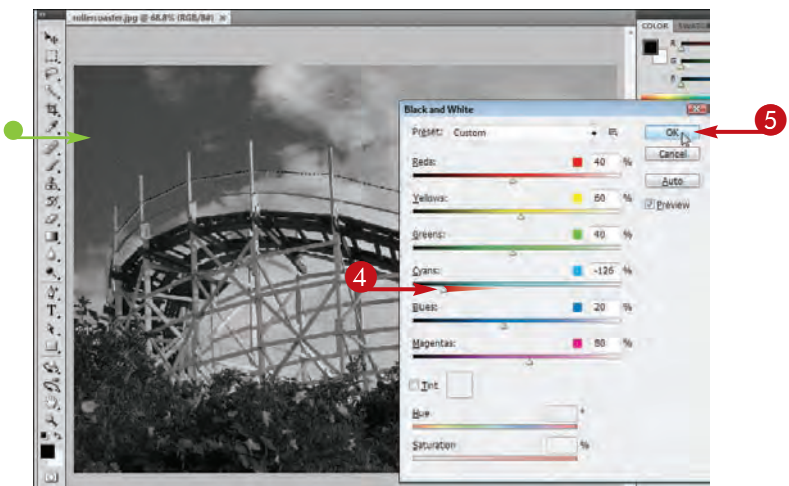 rollercoaster.jpg @ 66.8% (RGB/8#) ×
COLOR
R
G
B
Black and White
Preset: Custom
OK
5
Cancel
Reds: 40 %
Auto
Yellows: 60 %
Preview
Greens: 40 %
Cyans: -126 %
4
Blues: 20 %
Magentas: 80 %
Tint
Hue °
Saturation %